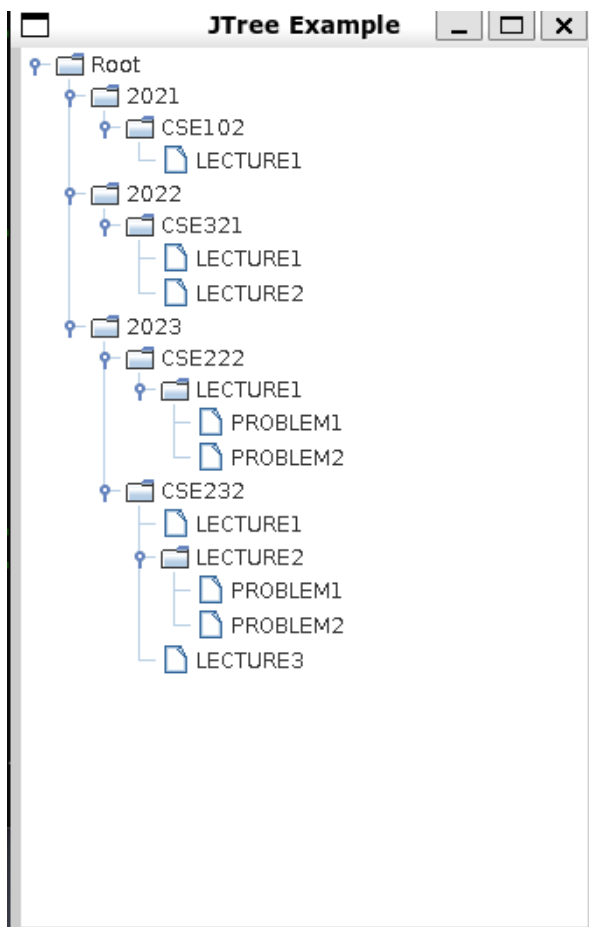 JTree Example
Root
2021
CSE102
LECTURE1
2022
CSE321
LECTURE1
LECTURE2
2023
CSE222
LECTURE1
PROBLEM1
PROBLEM2
CSE232
LECTURE1
LECTURE2
PROBLEM1
PROBLEM2
LECTURE3